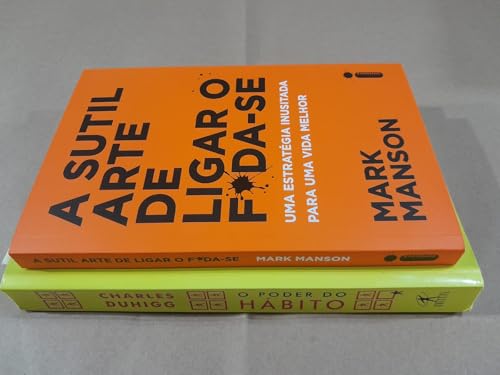 A SUTIL
ARTE
DE
LIGAR O
F*DA-SE
UMA ESTRATÉGIA INUSITADA
PARA UMA VIDA MELHOR
MARK
MANSON
A SUTIL ARTE DE LIGAR O F*DA-SE MARK MANSON
CHARLES
DUHIGG
O PODER DO
HÁBITO